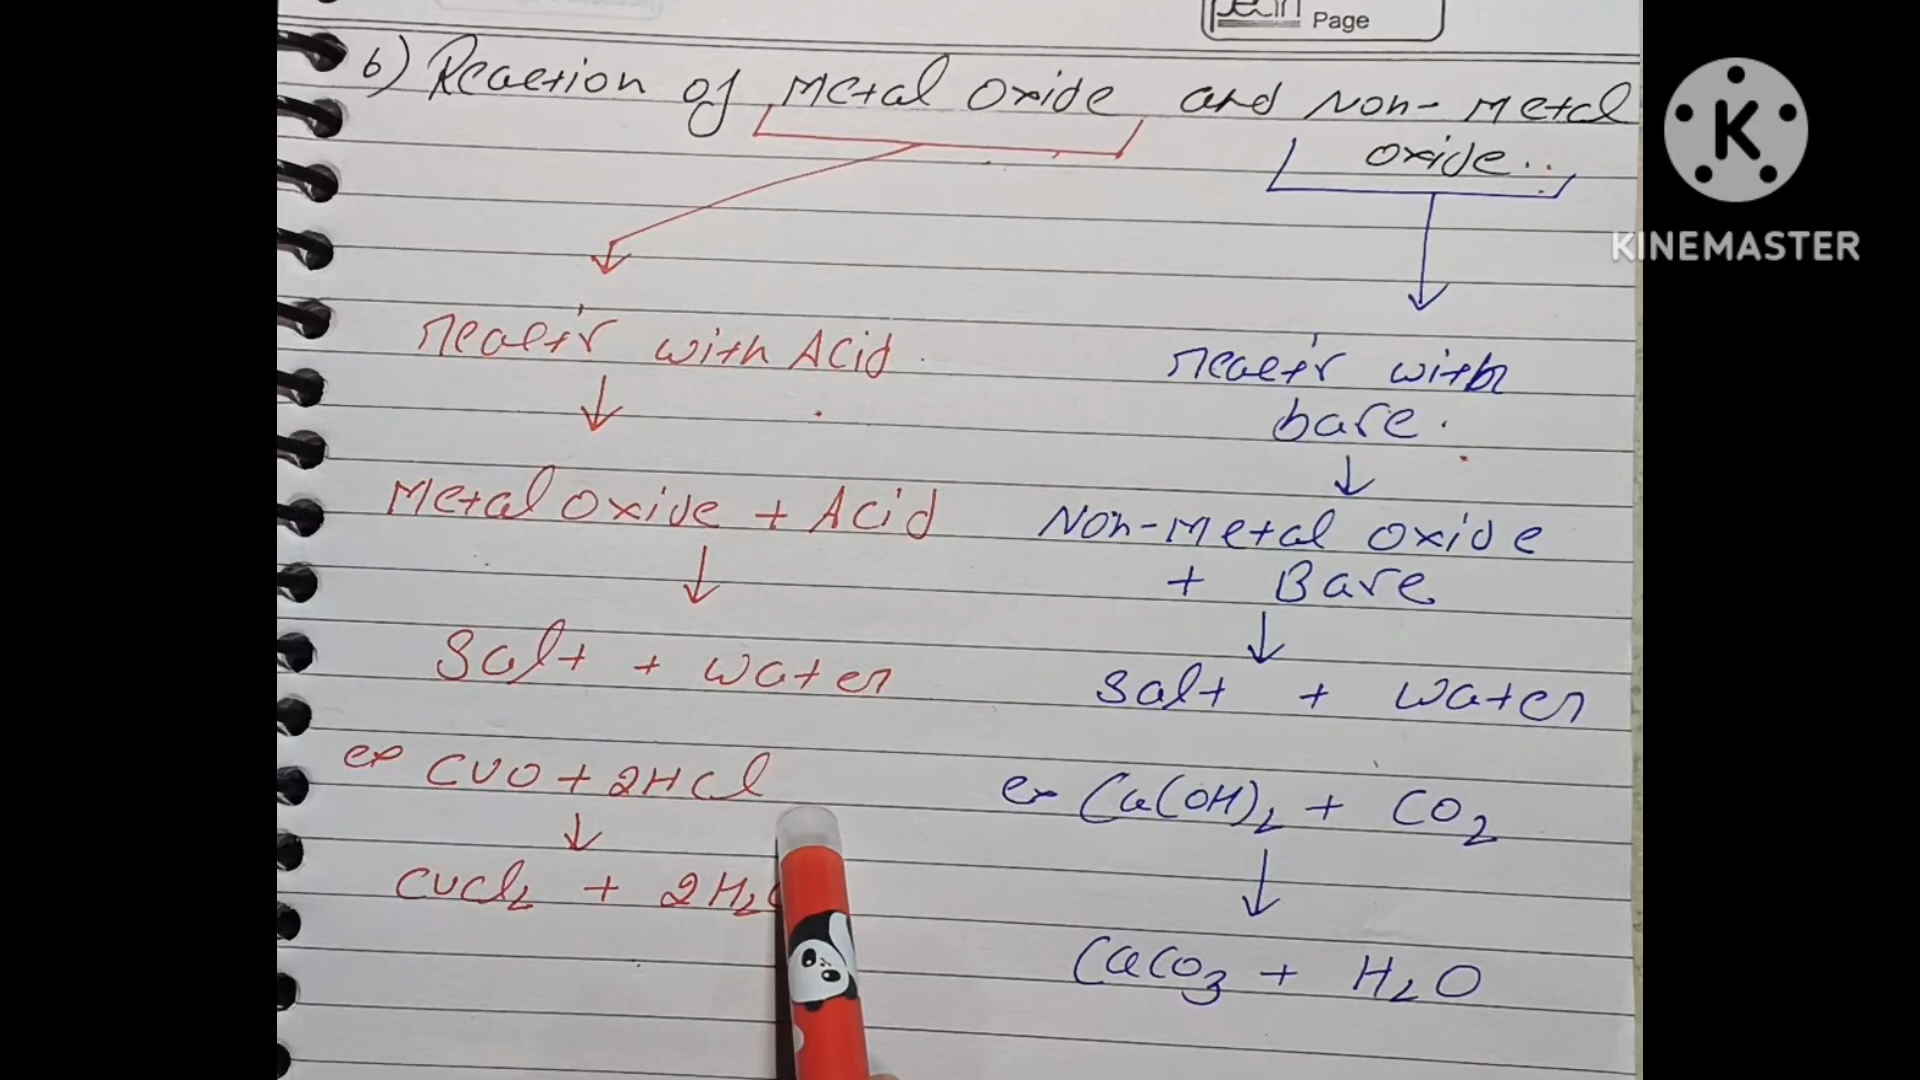 Page
6) Reaction of Metal Oxide and Non-Metal
oxide..
React's with Acid
Metal Oxide + Acid
Salt + water
ex CuO + 2HCl
CuCl2 + 2H2
React's with
base.
Non-Metal oxide
+ Base
Salt + water
ex Ca(OH)2 + CO2
CaCO3 + H2O
K
KINEMASTER